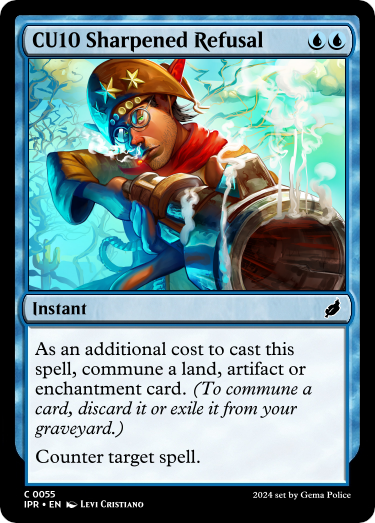 CU10 Sharpened Refusal
Instant
As an additional cost to cast this
spell, commune a land, artifact or
enchantment card. (To commune a
card, discard it or exile it from your
graveyard.)
Counter target spell.
C 0055
IPR • EN Levi Cristiano
2024 set by Gema Police